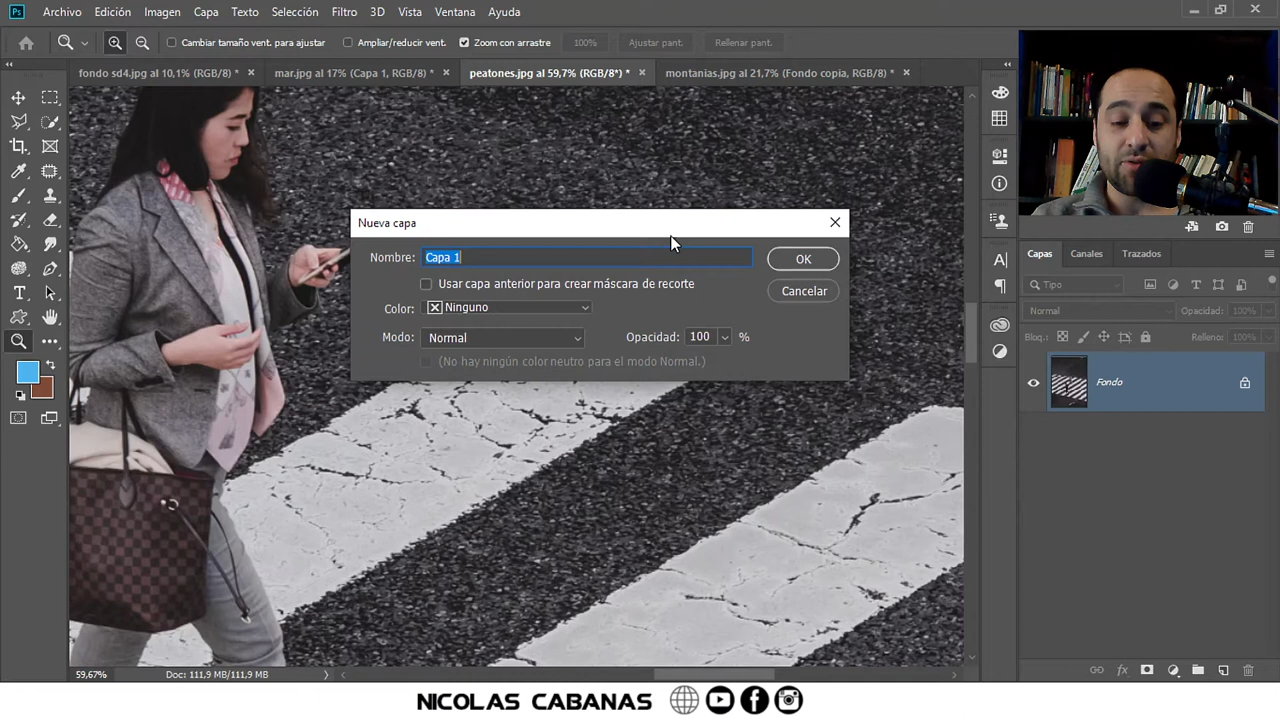 Ps Archivo Edición Imagen Capa Texto Selección Filtro 3D Vista Ventana Ayuda
Cambiar tamaño vent. para ajustar Ampliar/reducir vent. Zoom con arrastre 100% Ajustar pant. Rellenar pant.
fondo sd4.jpg al 10,1% (RGB/8) * × mar.jpg al 17% (Capa 1, RGB/8) * × peatones.jpg al 59,7% (RGB/8*) * × montanias.jpg al 21,7% (Fondo copia, RGB/8) * ×
Nueva capa
Nombre: Capa 1 OK
Usar capa anterior para crear máscara de recorte
Cancelar
Color: Ninguno
Modo: Normal Opacidad: 100 %
(No hay ningún color neutro para el modo Normal.)
Capas Canales Trazados
Tipo
Normal Opacidad: 100%
Bloq.: Relleno: 100%
Fondo
59,67% Doc: 111,9 MB/111,9 MB
NICOLAS CABANAS